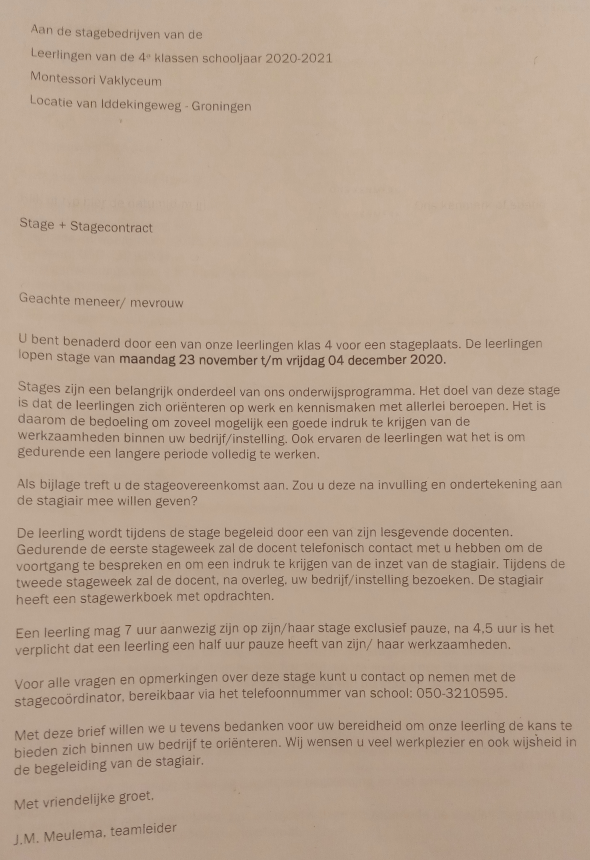 Aan de stagebedrijven van de
Leerlingen van de 4e klassen schooljaar 2020-2021
Montessori Vaklyceum
Locatie van Iddekingeweg - Groningen
Stage + Stagecontract
Geachte meneer/ mevrouw
U bent benaderd door een van onze leerlingen klas 4 voor een stageplaats. De leerlingen
lopen stage van maandag 23 november t/m vrijdag 04 december 2020.
Stages zijn een belangrijk onderdeel van ons onderwijsprogramma. Het doel van deze stage
is dat de leerlingen zich oriënteren op werk en kennismaken met allerlei beroepen. Het is
daarom de bedoeling om zoveel mogelijk een goede indruk te krijgen van de
werkzaamheden binnen uw bedrijf/instelling. Ook ervaren de leerlingen wat het is om
gedurende een langere periode volledig te werken.
Als bijlage treft u de stageovereenkomst aan. Zou u deze na invulling en ondertekening aan
de stagiair mee willen geven?
De leerling wordt tijdens de stage begeleid door een van zijn lesgevende docenten.
Gedurende de eerste stageweek zal de docent telefonisch contact met u hebben om de
voortgang te bespreken en om een indruk te krijgen van de inzet van de stagiair. Tijdens de
tweede stageweek zal de docent, na overleg, uw bedrijf/instelling bezoeken. De stagiair
heeft een stagewerkboek met opdrachten.
Een leerling mag 7 uur aanwezig zijn op zijn/haar stage exclusief pauze, na 4,5 uur is het
verplicht dat een leerling een half uur pauze heeft van zijn/ haar werkzaamheden.
Voor alle vragen en opmerkingen over deze stage kunt u contact op nemen met de
stagecoördinator, bereikbaar via het telefoonnummer van school: 050-3210595.
Met deze brief willen we u tevens bedanken voor uw bereidheid om onze leerling de kans te
bieden zich binnen uw bedrijf te oriënteren. Wij wensen u veel werkplezier en ook wijsheid in
de begeleiding van de stagiair.
Met vriendelijke groet,
J.M. Meulema, teamleider